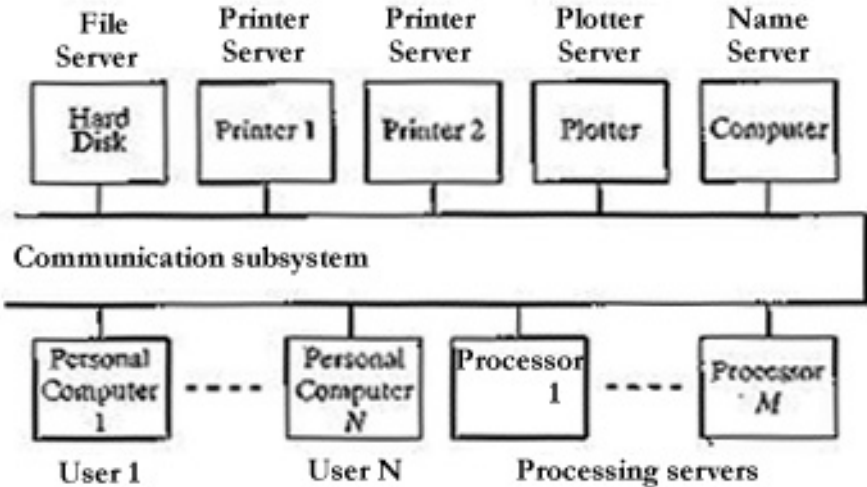 File
Server
Printer
Server
Printer
Server
Plotter
Server
Name
Server
Hard
Disk
Printer 1
Printer 2
Plotter
Computer
Communication subsystem
Personal
Computer
1
Personal
Computer
N
Processor
1
Processor
M
User 1
User N
Processing servers